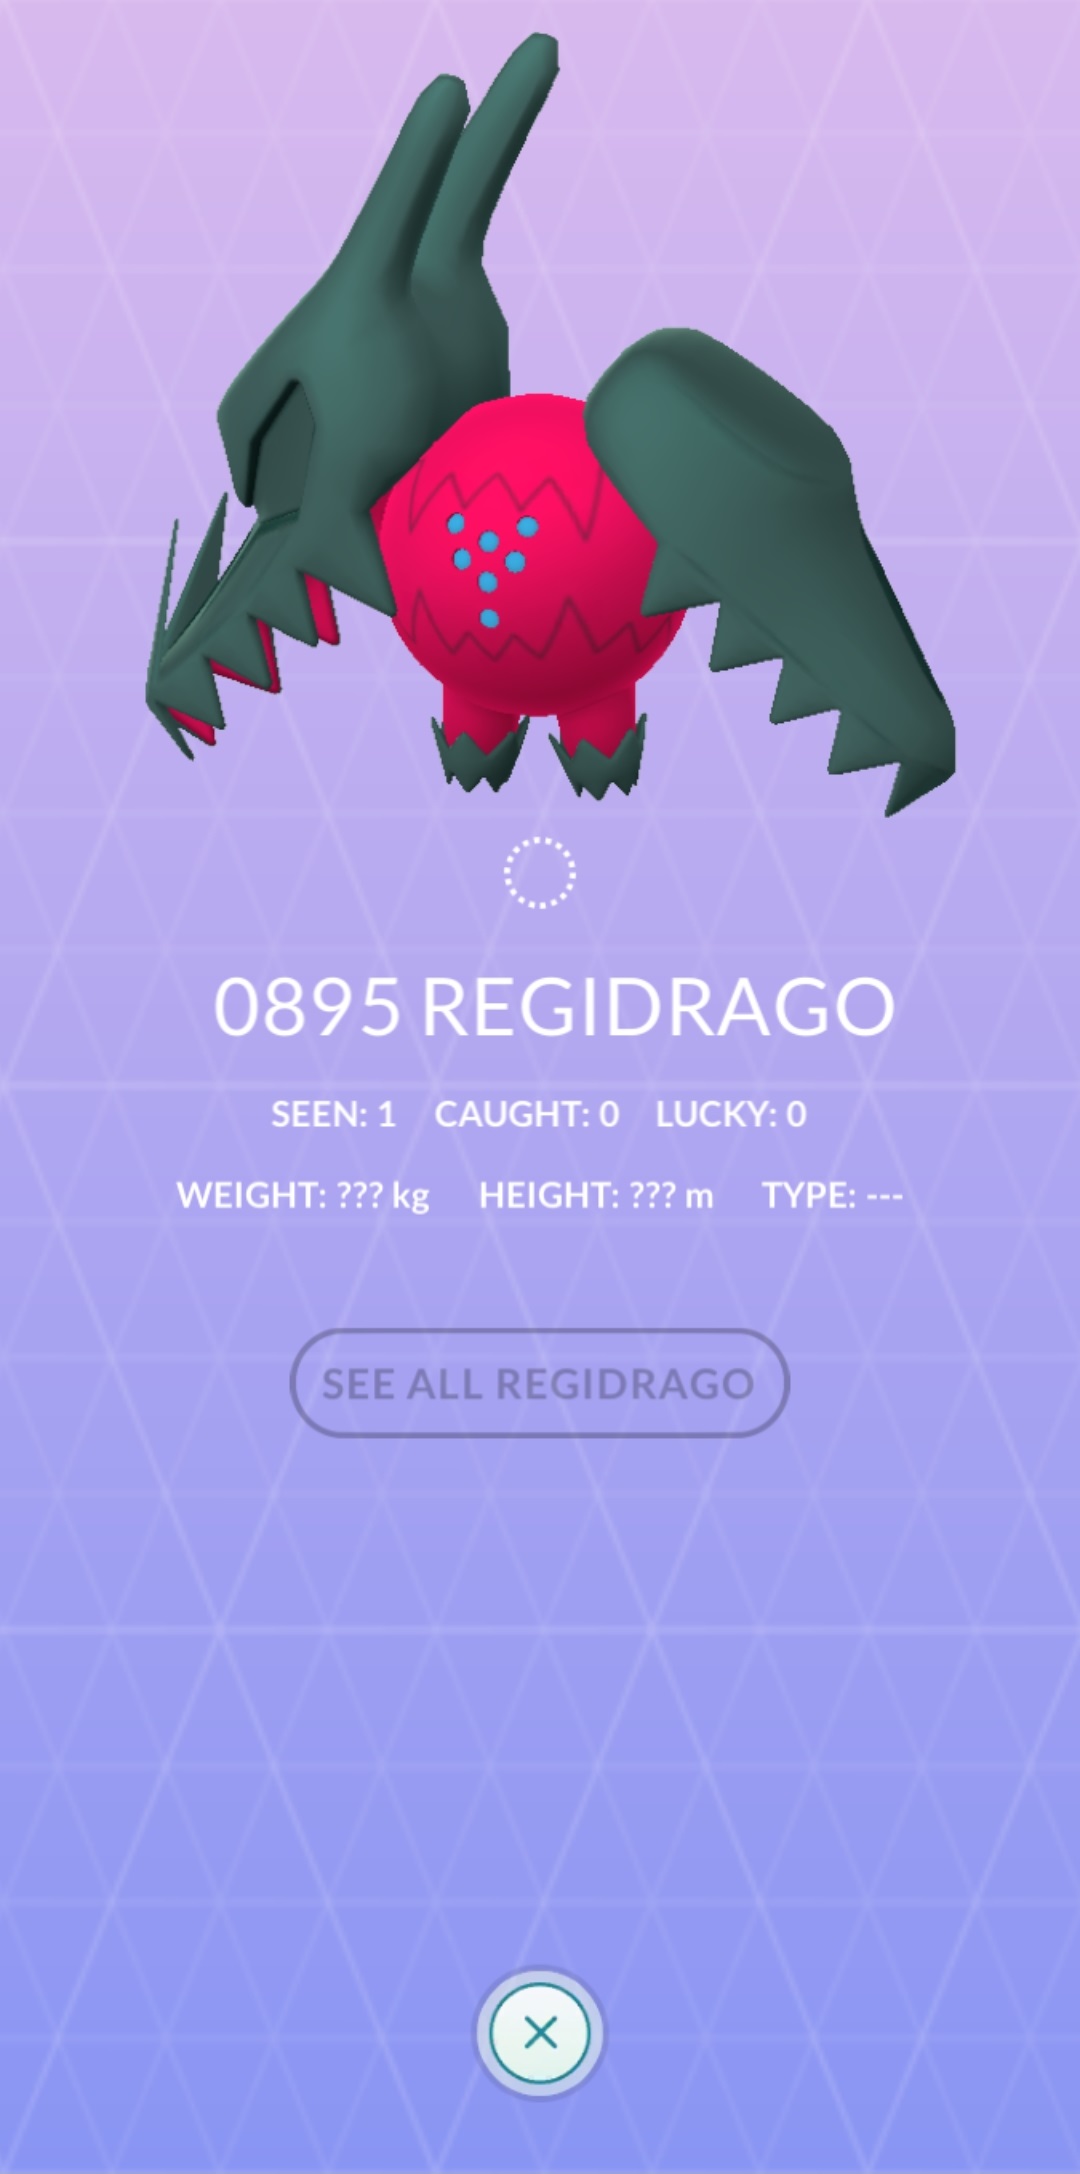 0895 REGIDRAGO
SEEN: 1 CAUGHT: 0 LUCKY: 0
WEIGHT: ??? kg HEIGHT: ??? m TYPE: ---
SEE ALL REGIDRAGO